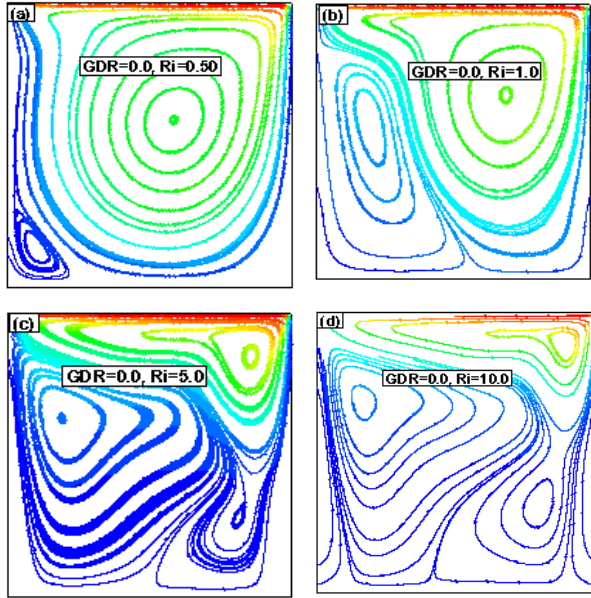 (a)
GDR=0.0, Ri=0.50
(b)
GDR=0.0, Ri=1.0
(c)
GDR=0.0, Ri=5.0
(d)
GDR=0.0, Ri=10.0